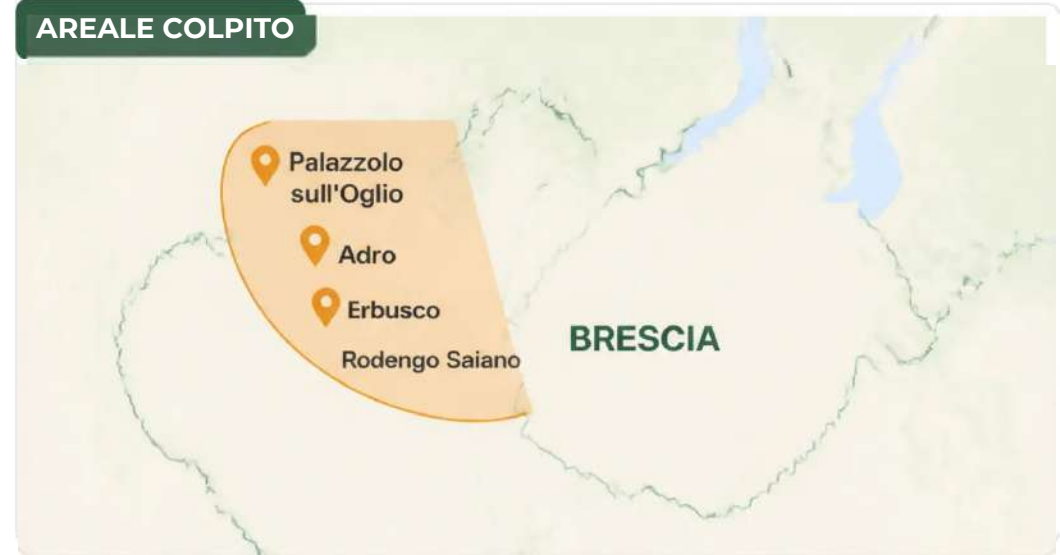 AREALE COLPITO
Palazzolo
sull'Oglio
Adro
Erbusco
Rodengo Saiano
BRESCIA